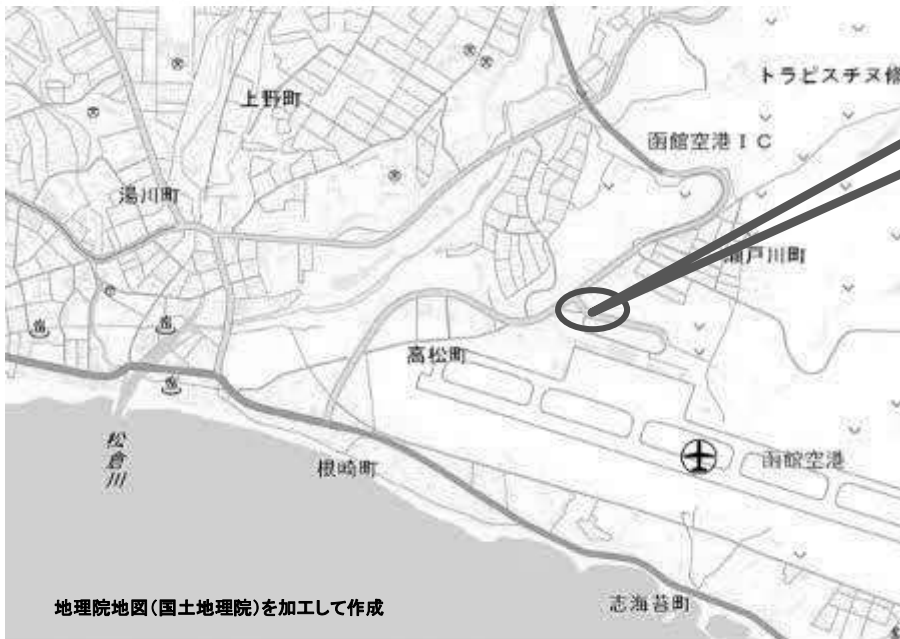 トラピスチヌ修
上野町
函館空港IC
湯川町
瀬戸川町
高松町
松倉川
根崎町
函館空港
地理院地図(国土地理院)を加工して作成
志海苔町